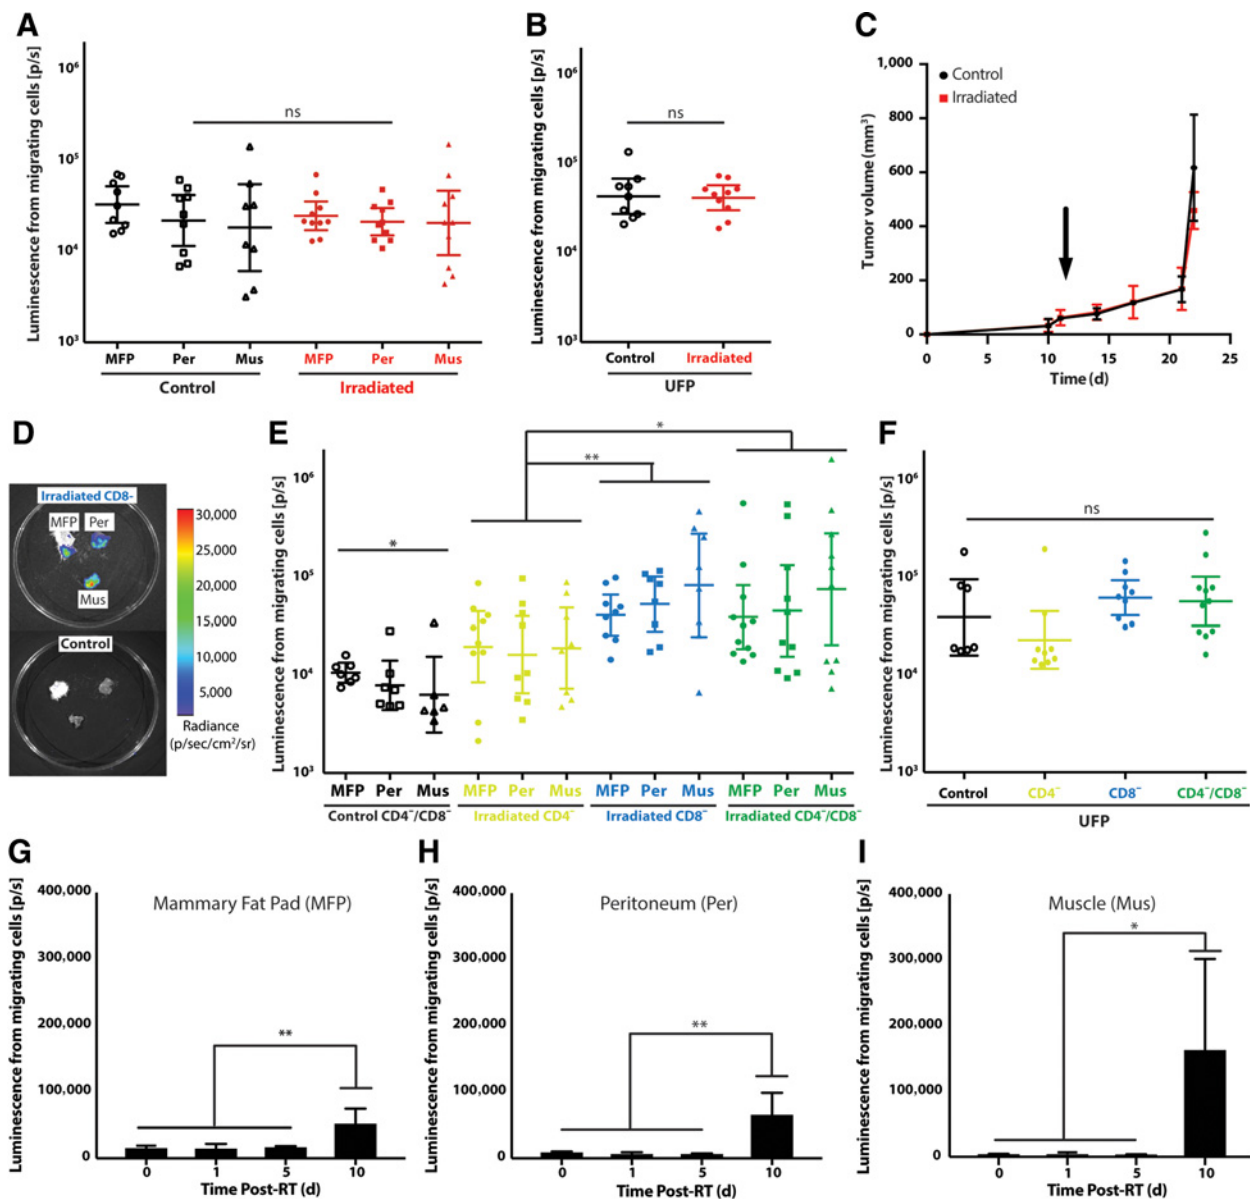 A
Luminescence from migrating cells [p/s]
10⁶
10⁵
10⁴
10³
ns
MFP Per Mus MFP Per Mus
Control Irradiated
B
Luminescence from migrating cells [p/s]
10⁶
10⁵
10⁴
10³
ns
Control Irradiated
UFP
C
Tumor volume (mm³)
1,000
800
600
400
200
0
Control
Irradiated
0 5 10 15 20 25
Time (d)
D
Irradiated CD8-
MFP Per
Mus
Control
30,000
25,000
20,000
15,000
10,000
5,000
Radiance
(p/sec/cm²/sr)
E
Luminescence from migrating cells [p/s]
10⁶
10⁵
10⁴
10³
*
**
*
MFP Per Mus MFP Per Mus MFP Per Mus MFP Per Mus
Control CD4⁻/CD8⁻ Irradiated CD4⁻ Irradiated CD8⁻ Irradiated CD4⁻/CD8⁻
F
Luminescence from migrating cells [p/s]
10⁶
10⁵
10⁴
10³
ns
Control CD4⁻ CD8⁻ CD4⁻/CD8⁻
UFP
G
Luminescence from migrating cells [p/s]
400,000
300,000
200,000
100,000
0
Mammary Fat Pad (MFP)
**
0 1 5 10
Time Post-RT (d)
H
Luminescence from migrating cells [p/s]
400,000
300,000
200,000
100,000
0
Peritoneum (Per)
**
0 1 5 10
Time Post-RT (d)
I
Luminescence from migrating cells [p/s]
400,000
300,000
200,000
100,000
0
Muscle (Mus)
*
0 1 5 10
Time Post-RT (d)